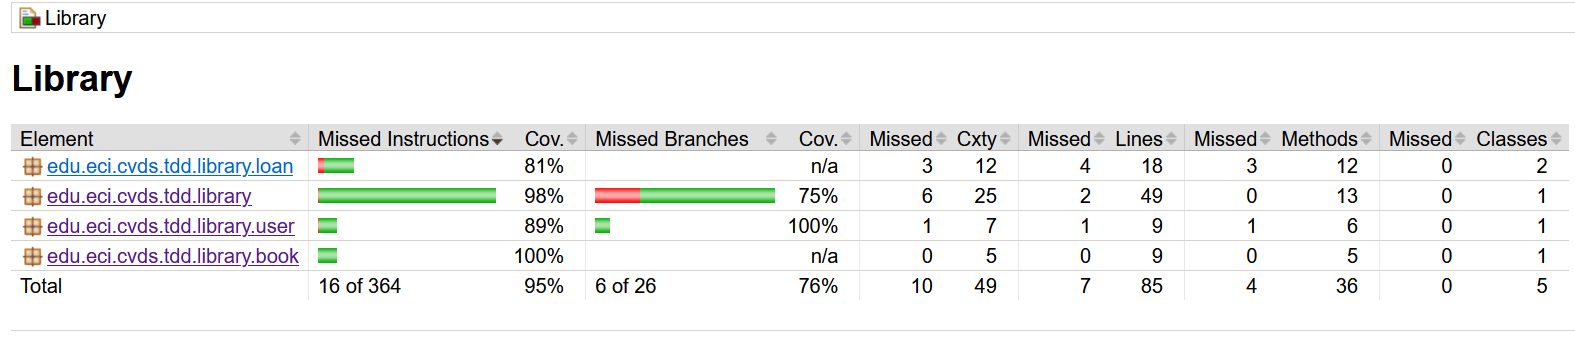 Library
Library
Element Missed Instructions Cov. Missed Branches Cov. Missed Cxty Missed Lines Missed Methods Missed Classes
edu.eci.cvds.tdd.library.loan 81% n/a 3 12 4 18 3 12 0 2
edu.eci.cvds.tdd.library 98% 75% 6 25 2 49 0 13 0 1
edu.eci.cvds.tdd.library.user 89% 100% 1 7 1 9 1 6 0 1
edu.eci.cvds.tdd.library.book 100% n/a 0 5 0 9 0 5 0 1
Total 16 of 364 95% 6 of 26 76% 10 49 7 85 4 36 0 5